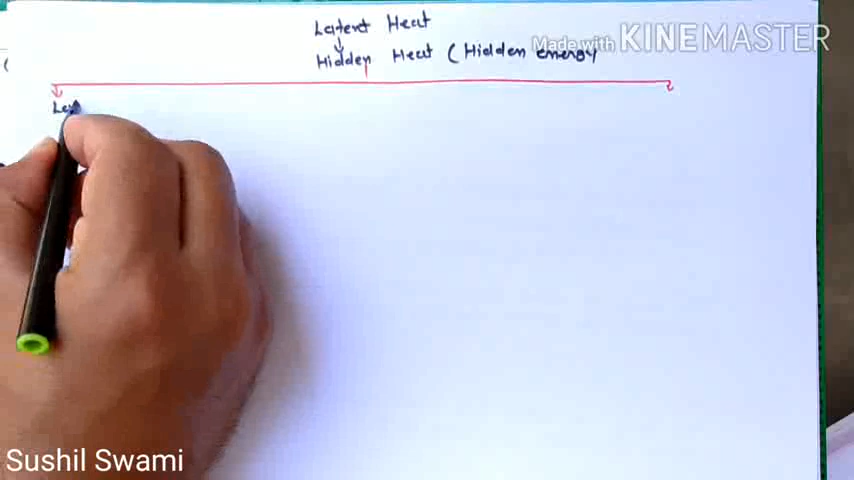 Latent Heat
Hidden Heat (Hidden energy
Made with KINEMASTER
(
Sushil Swami